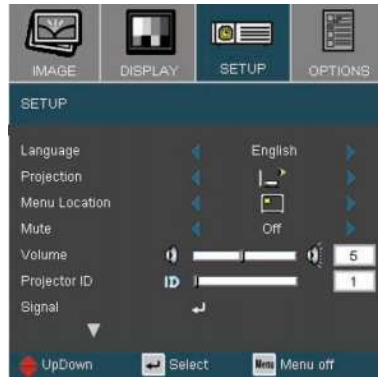 IMAGE DISPLAY SETUP OPTIONS
SETUP
Language English
Projection
Menu Location
Mute Off
Volume 5
Projector ID ID 1
Signal
UpDown Select Menu Menu off